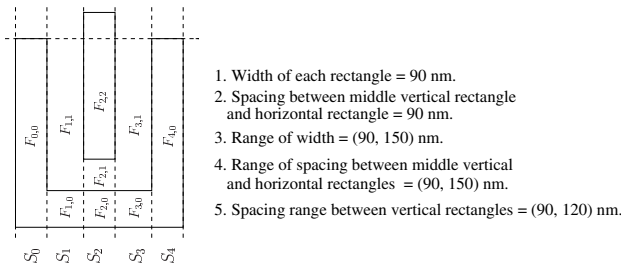 F0,0
F1,1
F2,2
F3,1
F4,0
F2,1
F1,0
F2,0
F3,0
S0
S1
S2
S3
S4
1. Width of each rectangle = 90 nm.
2. Spacing between middle vertical rectangle
and horizontal rectangle = 90 nm.
3. Range of width = (90, 150) nm.
4. Range of spacing between middle vertical
and horizontal rectangles = (90, 150) nm.
5. Spacing range between vertical rectangles = (90, 120) nm.